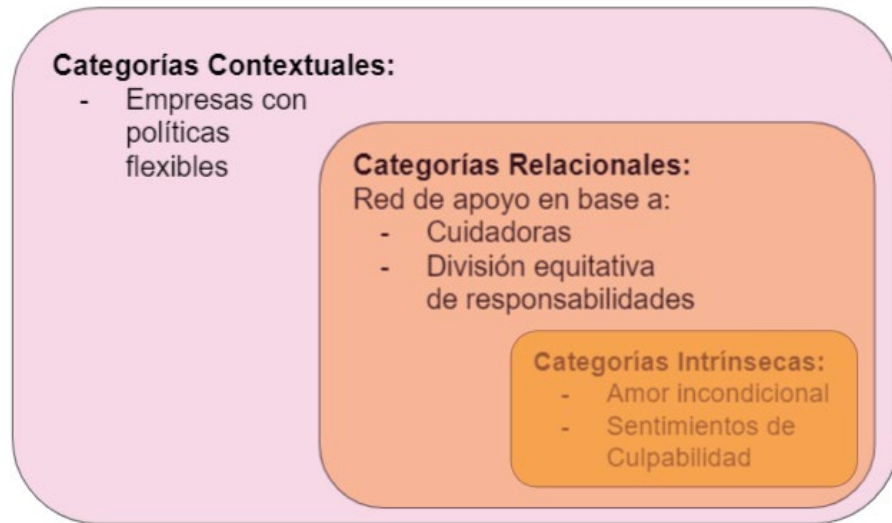 Categorías Contextuales:
- Empresas con
políticas
flexibles
Categorías Relacionales:
Red de apoyo en base a:
- Cuidadoras
- División equitativa
de responsabilidades
Categorías Intrínsecas:
- Amor incondicional
- Sentimientos de
Culpabilidad